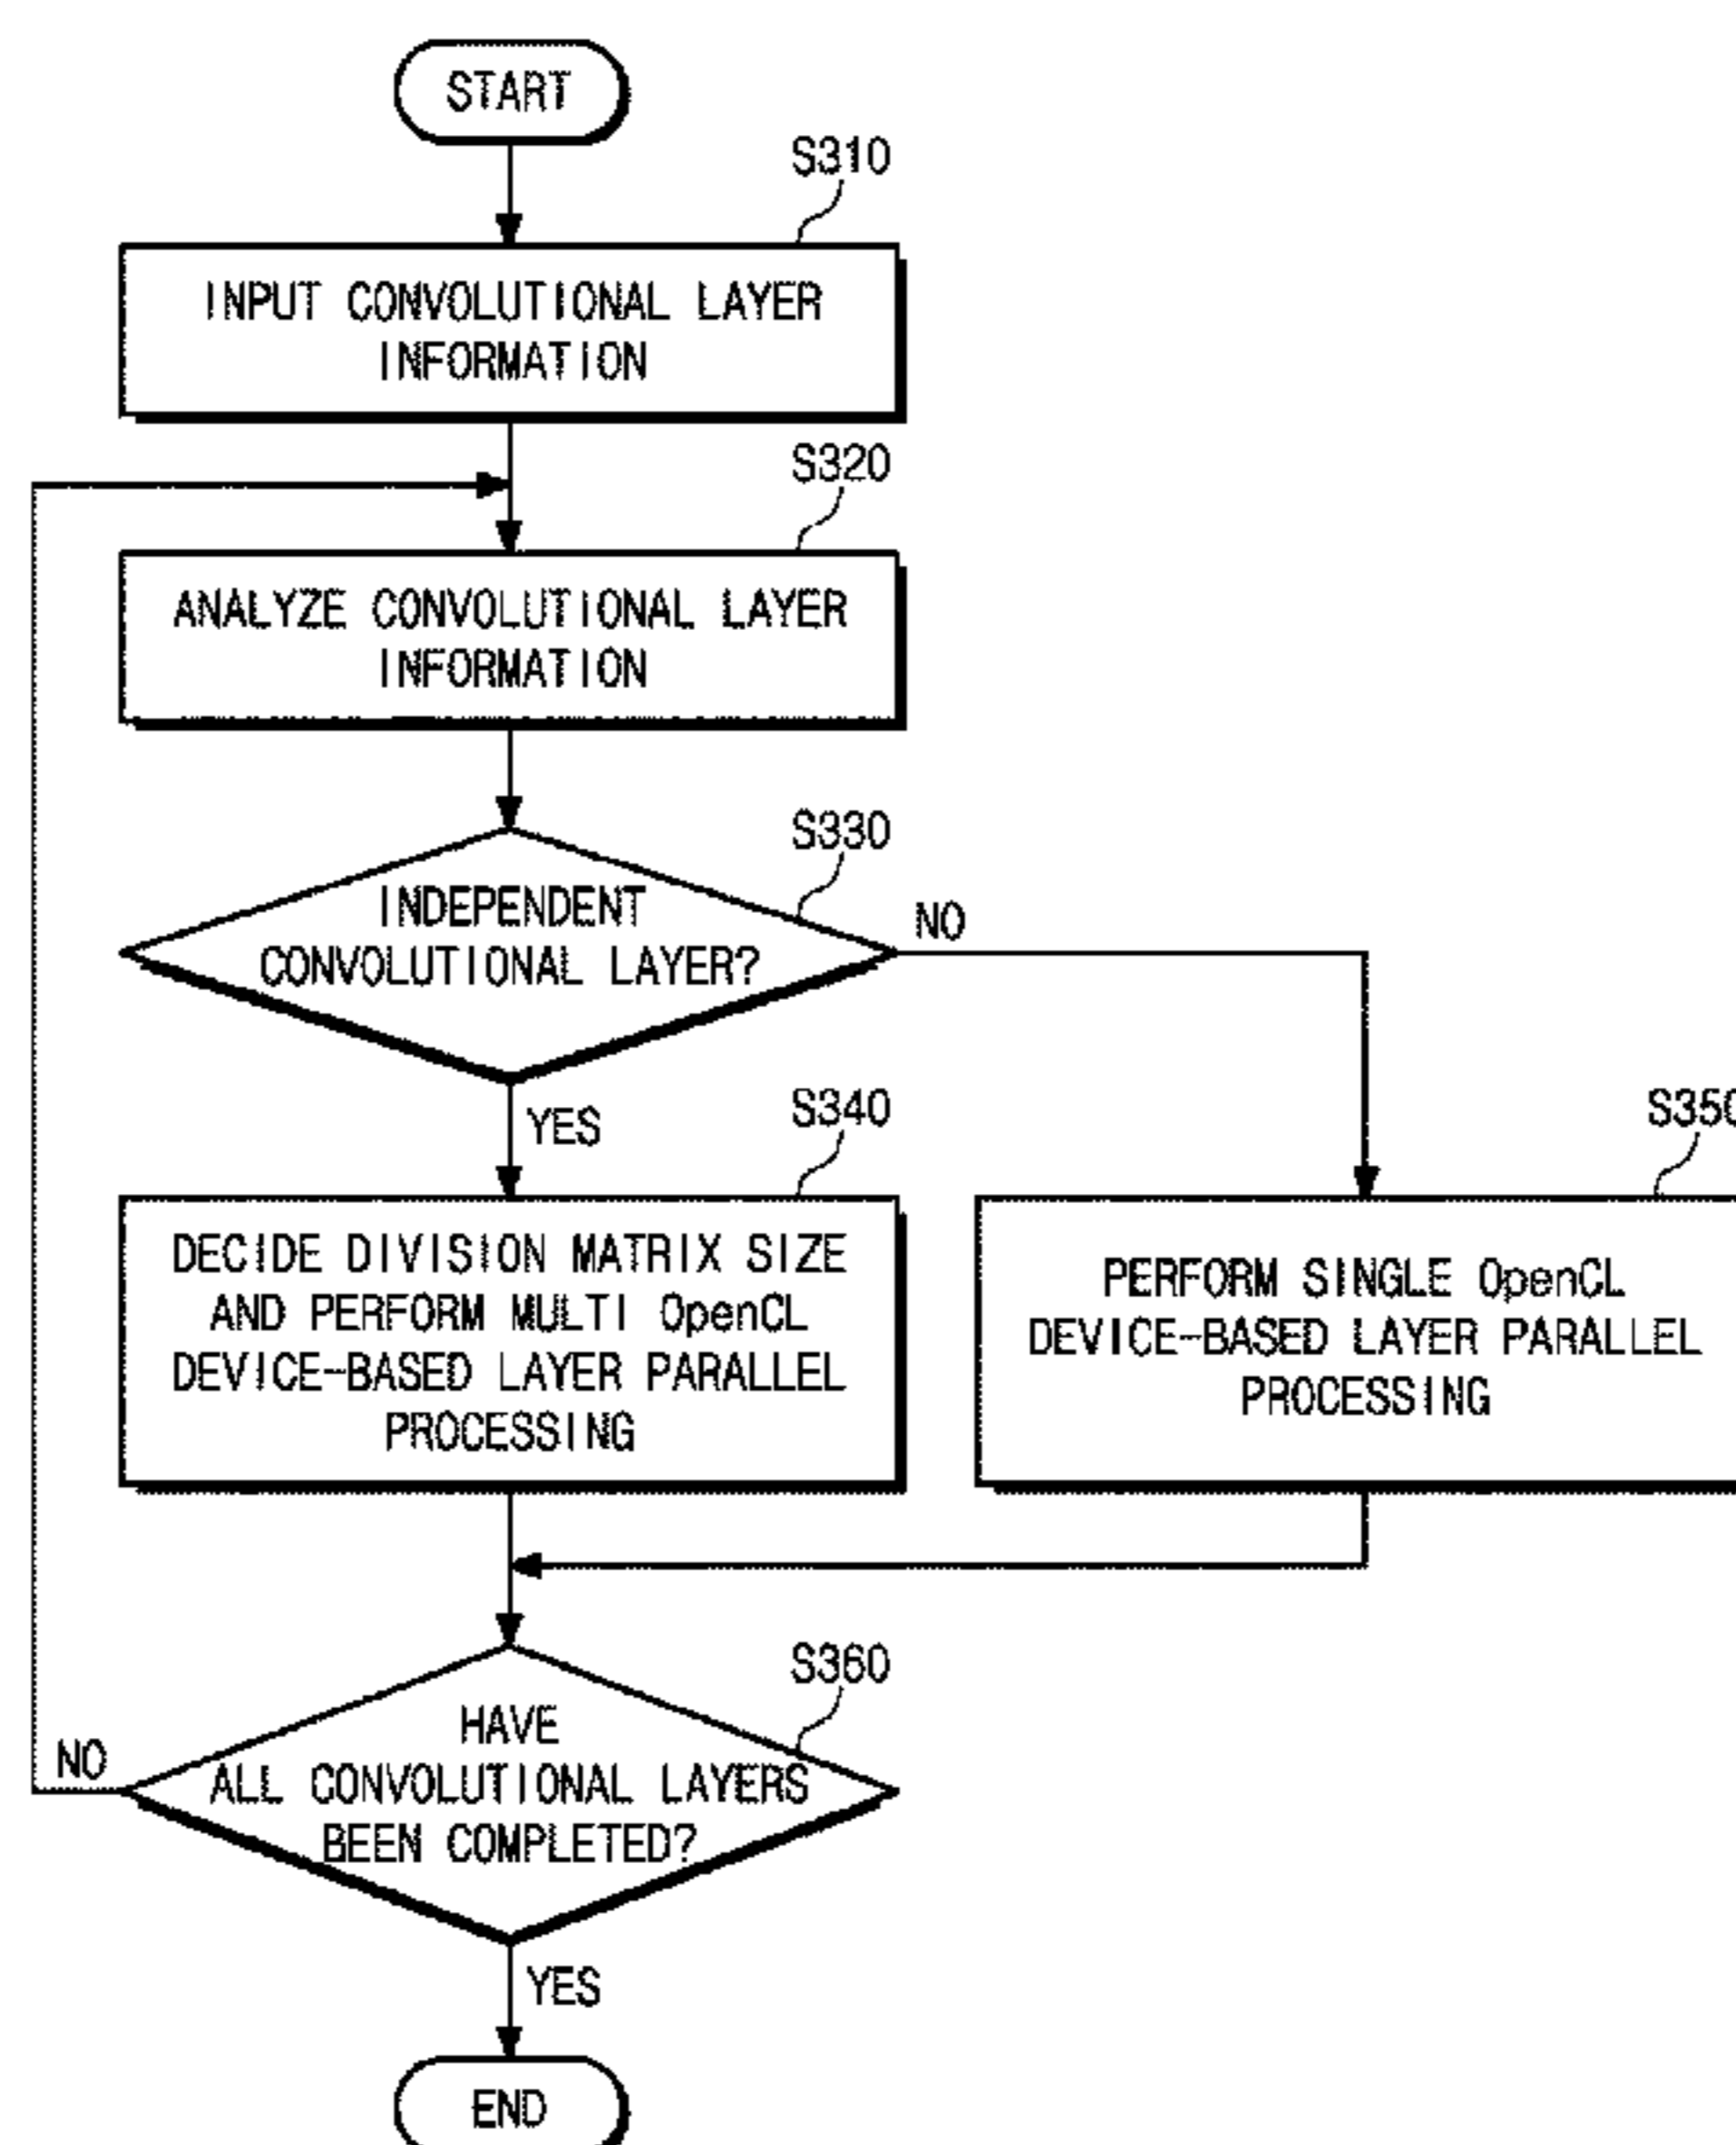 START
S310
INPUT CONVOLUTIONAL LAYER
INFORMATION
S320
ANALYZE CONVOLUTIONAL LAYER
INFORMATION
S330
INDEPENDENT
CONVOLUTIONAL LAYER?
NO
YES
S340
DECIDE DIVISION MATRIX SIZE
AND PERFORM MULTI OpenCL
DEVICE-BASED LAYER PARALLEL
PROCESSING
S350
PERFORM SINGLE OpenCL
DEVICE-BASED LAYER PARALLEL
PROCESSING
S360
HAVE
ALL CONVOLUTIONAL LAYERS
BEEN COMPLETED?
NO
YES
END